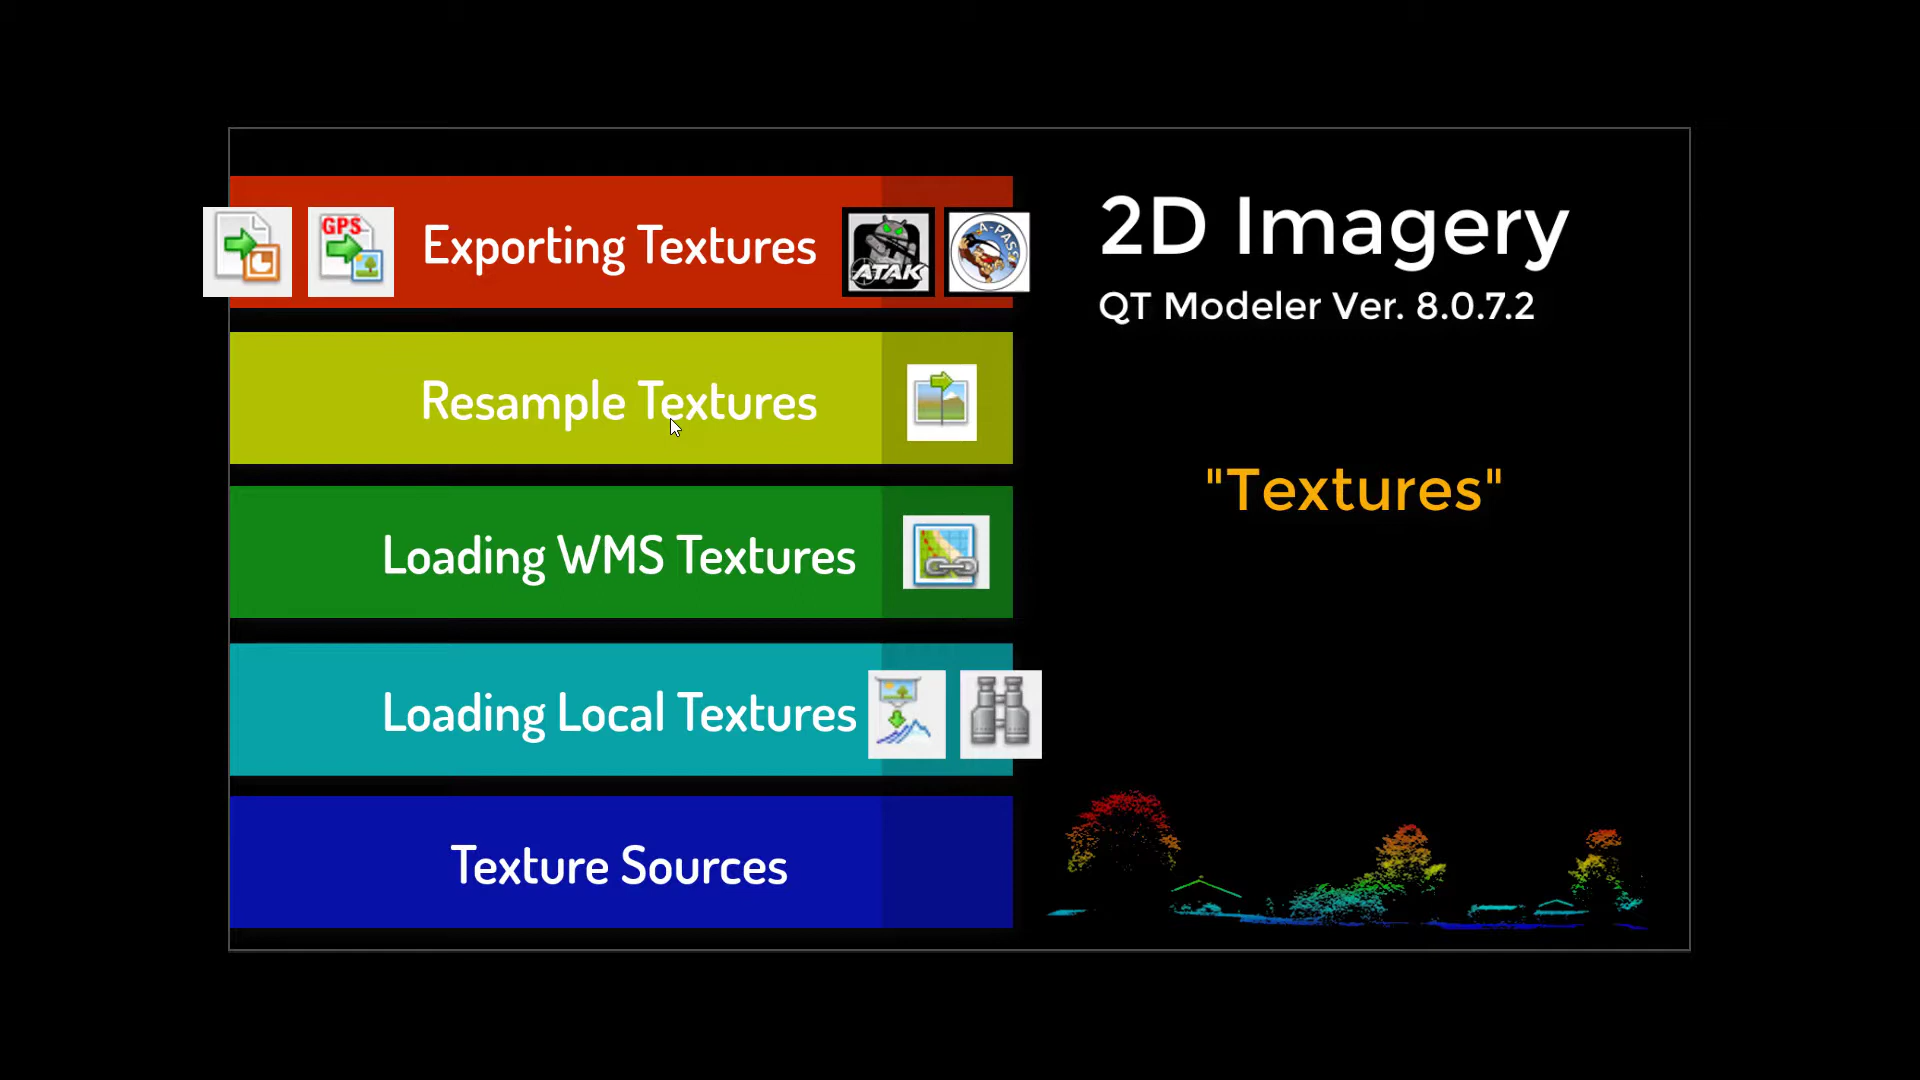 GPS
Exporting Textures
ATAK
A-PASS
2D Imagery
QT Modeler Ver. 8.0.7.2
Resample Textures
"Textures"
Loading WMS Textures
Loading Local Textures
Texture Sources